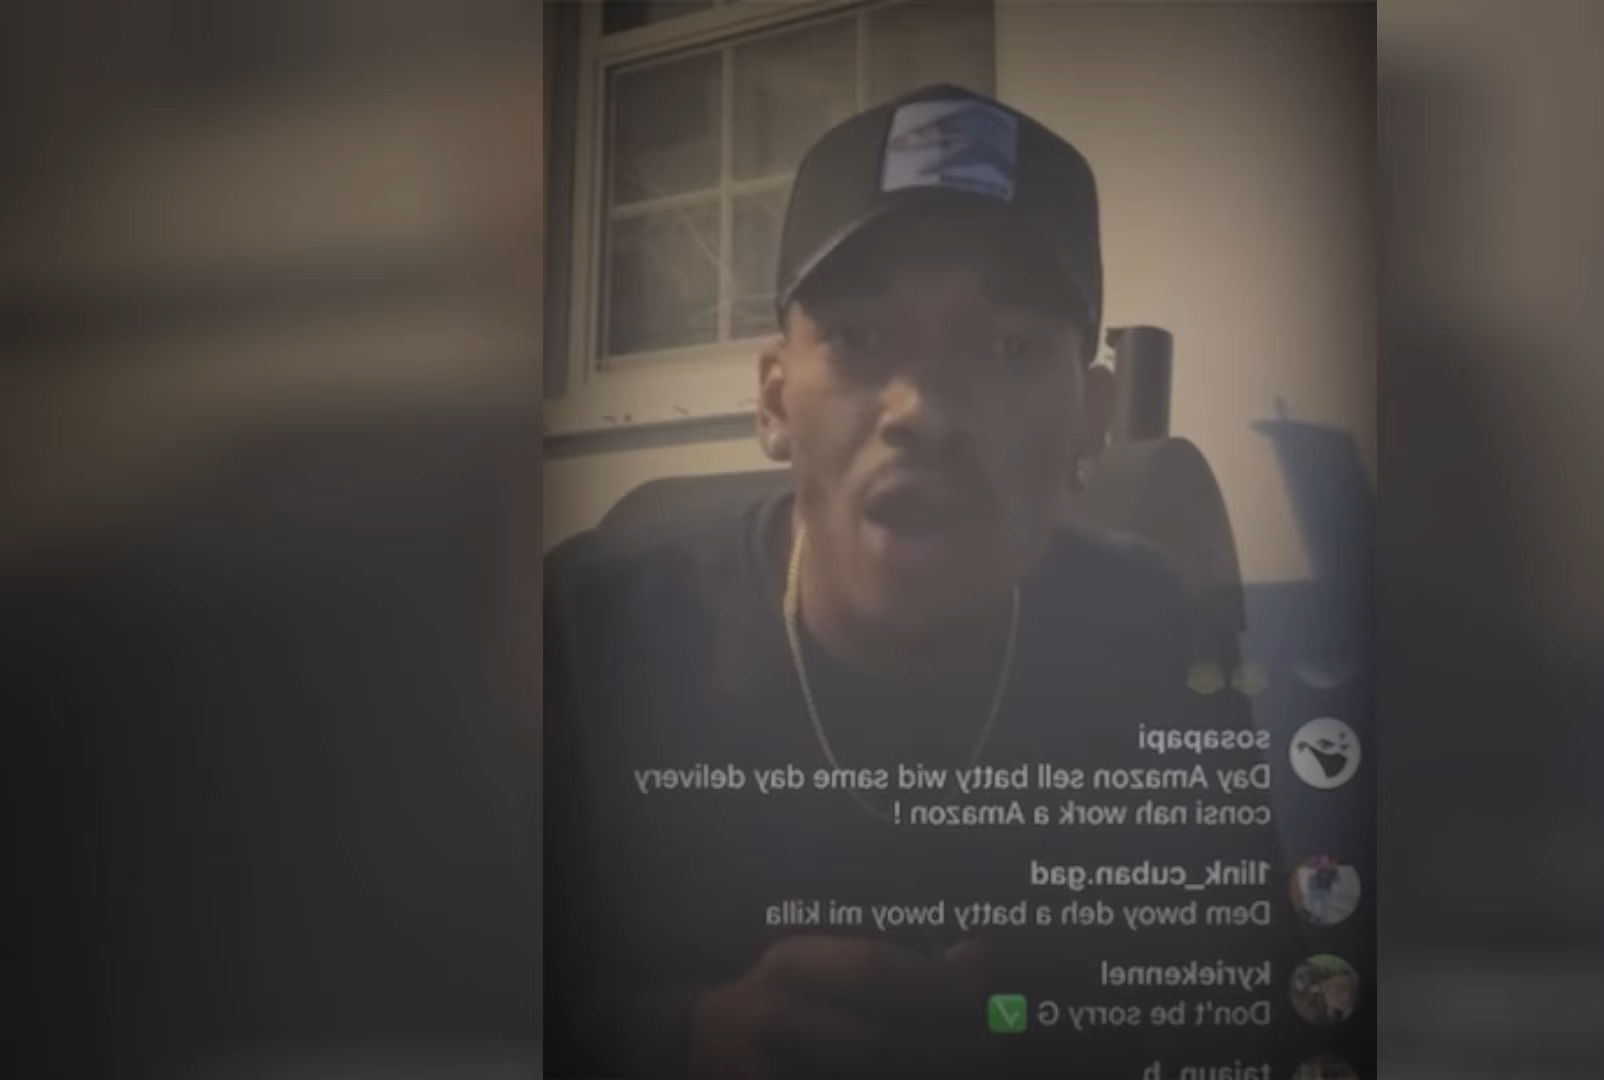 sosapapi
Day Amazon sell batty wid same day delivery
consi nah work a Amazon !
1link_cuban.gad
Dem bwoy deh a batty bwoy mi killa
kyriekennel
Don't be sorry G ✅